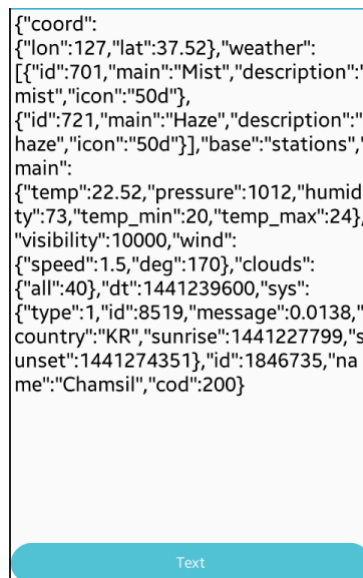 {"coord":
{"lon":127,"lat":37.52},"weather":
[{"id":701,"main":"Mist","description":"
mist","icon":"50d"},
{"id":721,"main":"Haze","description":"
haze","icon":"50d"}],"base":"stations","
main":
{"temp":22.52,"pressure":1012,"humid
ty":73,"temp_min":20,"temp_max":24},
"visibility":10000,"wind":
{"speed":1.5,"deg":170},"clouds":
{"all":40},"dt":1441239600,"sys":
{"type":1,"id":8519,"message":0.0138,"
country":"KR","sunrise":1441227799,"s
unset":1441274351},"id":1846735,"na
me":"Chamsil","cod":200}
Text